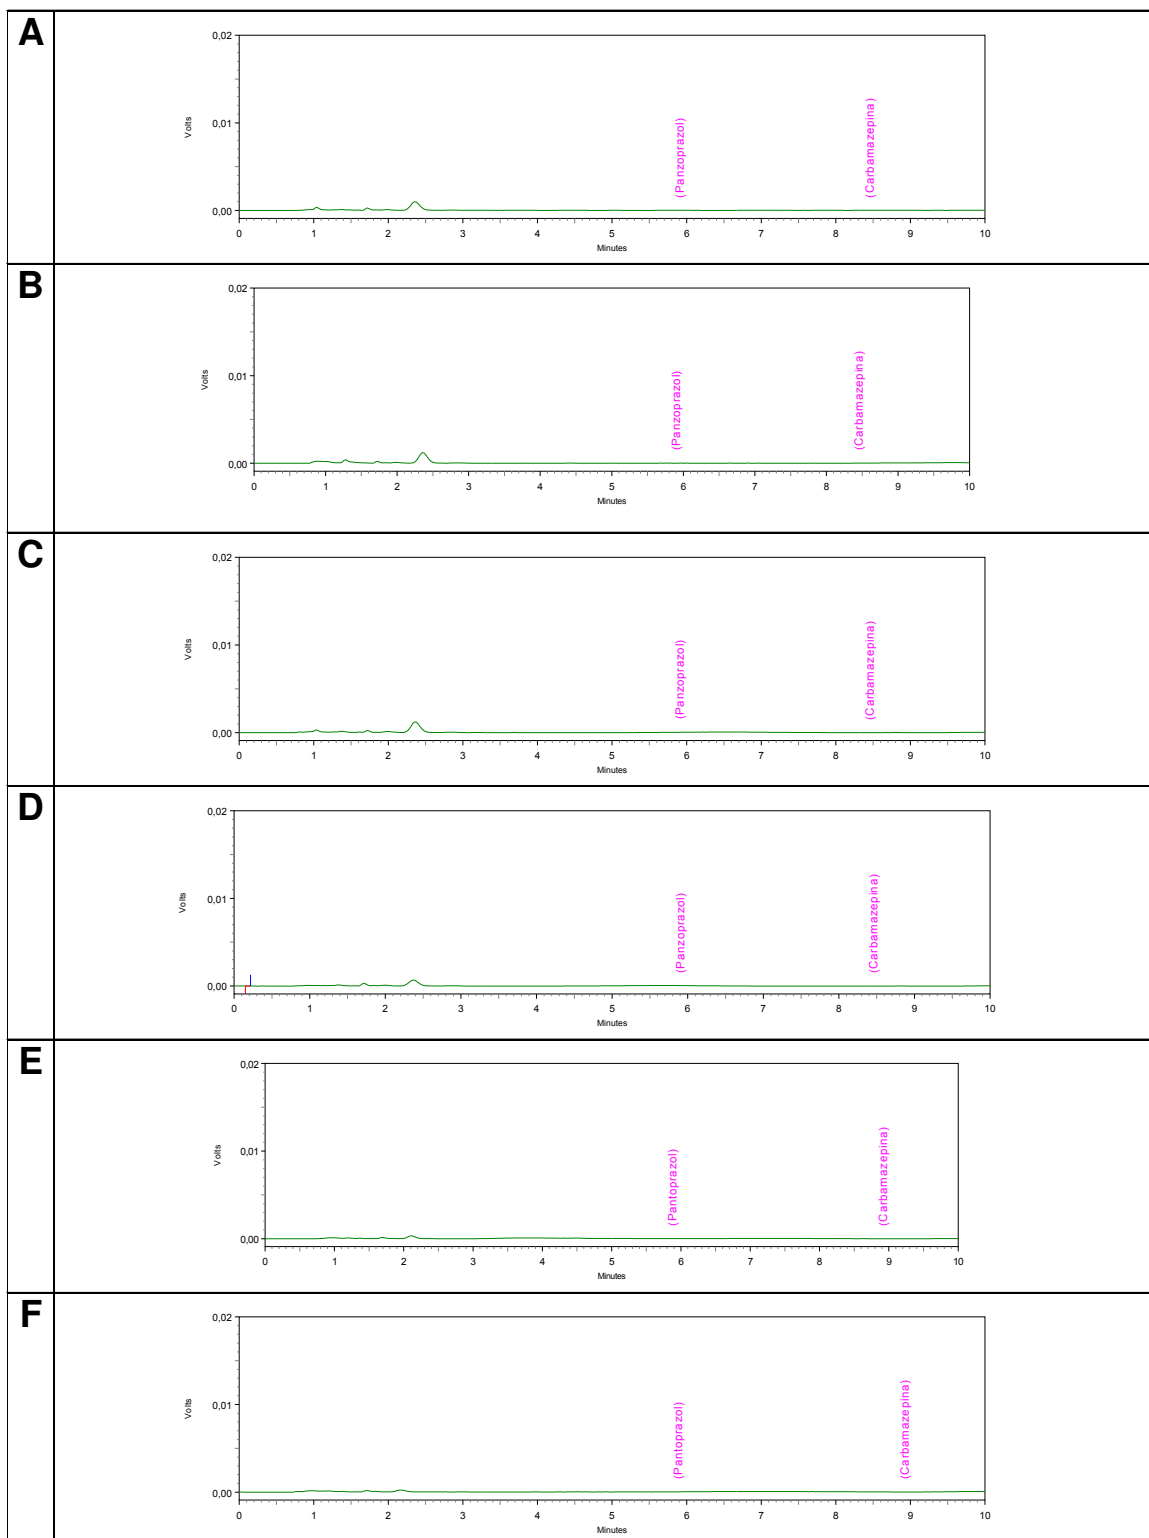 A
0,02
0,01
0,00
Volts
(Panzoprazol)
(Carbamazepina)
0 1 2 3 4 5 6 7 8 9 10
Minutes
B
0,02
0,01
0,00
Volts
(Panzoprazol)
(Carbamazepina)
0 1 2 3 4 5 6 7 8 9 10
Minutes
C
0,02
0,01
0,00
Volts
(Panzoprazol)
(Carbamazepina)
0 1 2 3 4 5 6 7 8 9 10
Minutes
D
0,02
0,01
0,00
Volts
(Panzoprazol)
(Carbamazepina)
0 1 2 3 4 5 6 7 8 9 10
Minutes
E
0,02
0,01
0,00
Volts
(Pantoprazol)
(Carbamazepina)
0 1 2 3 4 5 6 7 8 9 10
Minutes
F
0,02
0,01
0,00
Volts
(Pantoprazol)
(Carbamazepina)
0 1 2 3 4 5 6 7 8 9 10
Minutes